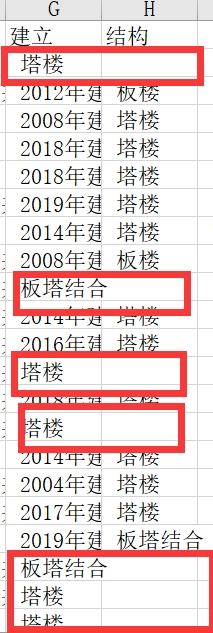 G H
建立 结构
塔楼
2012年建 板楼
2008年建 塔楼
2018年建 塔楼
2018年建 塔楼
2019年建 塔楼
2014年建 塔楼
2008年建 板楼
板塔结合
2014年建 塔楼
2016年建 塔楼
塔楼
2018年建 塔楼
塔楼
2014年建 塔楼
2004年建 塔楼
2017年建 塔楼
2019年建 板塔结合
板塔结合
塔楼
塔楼